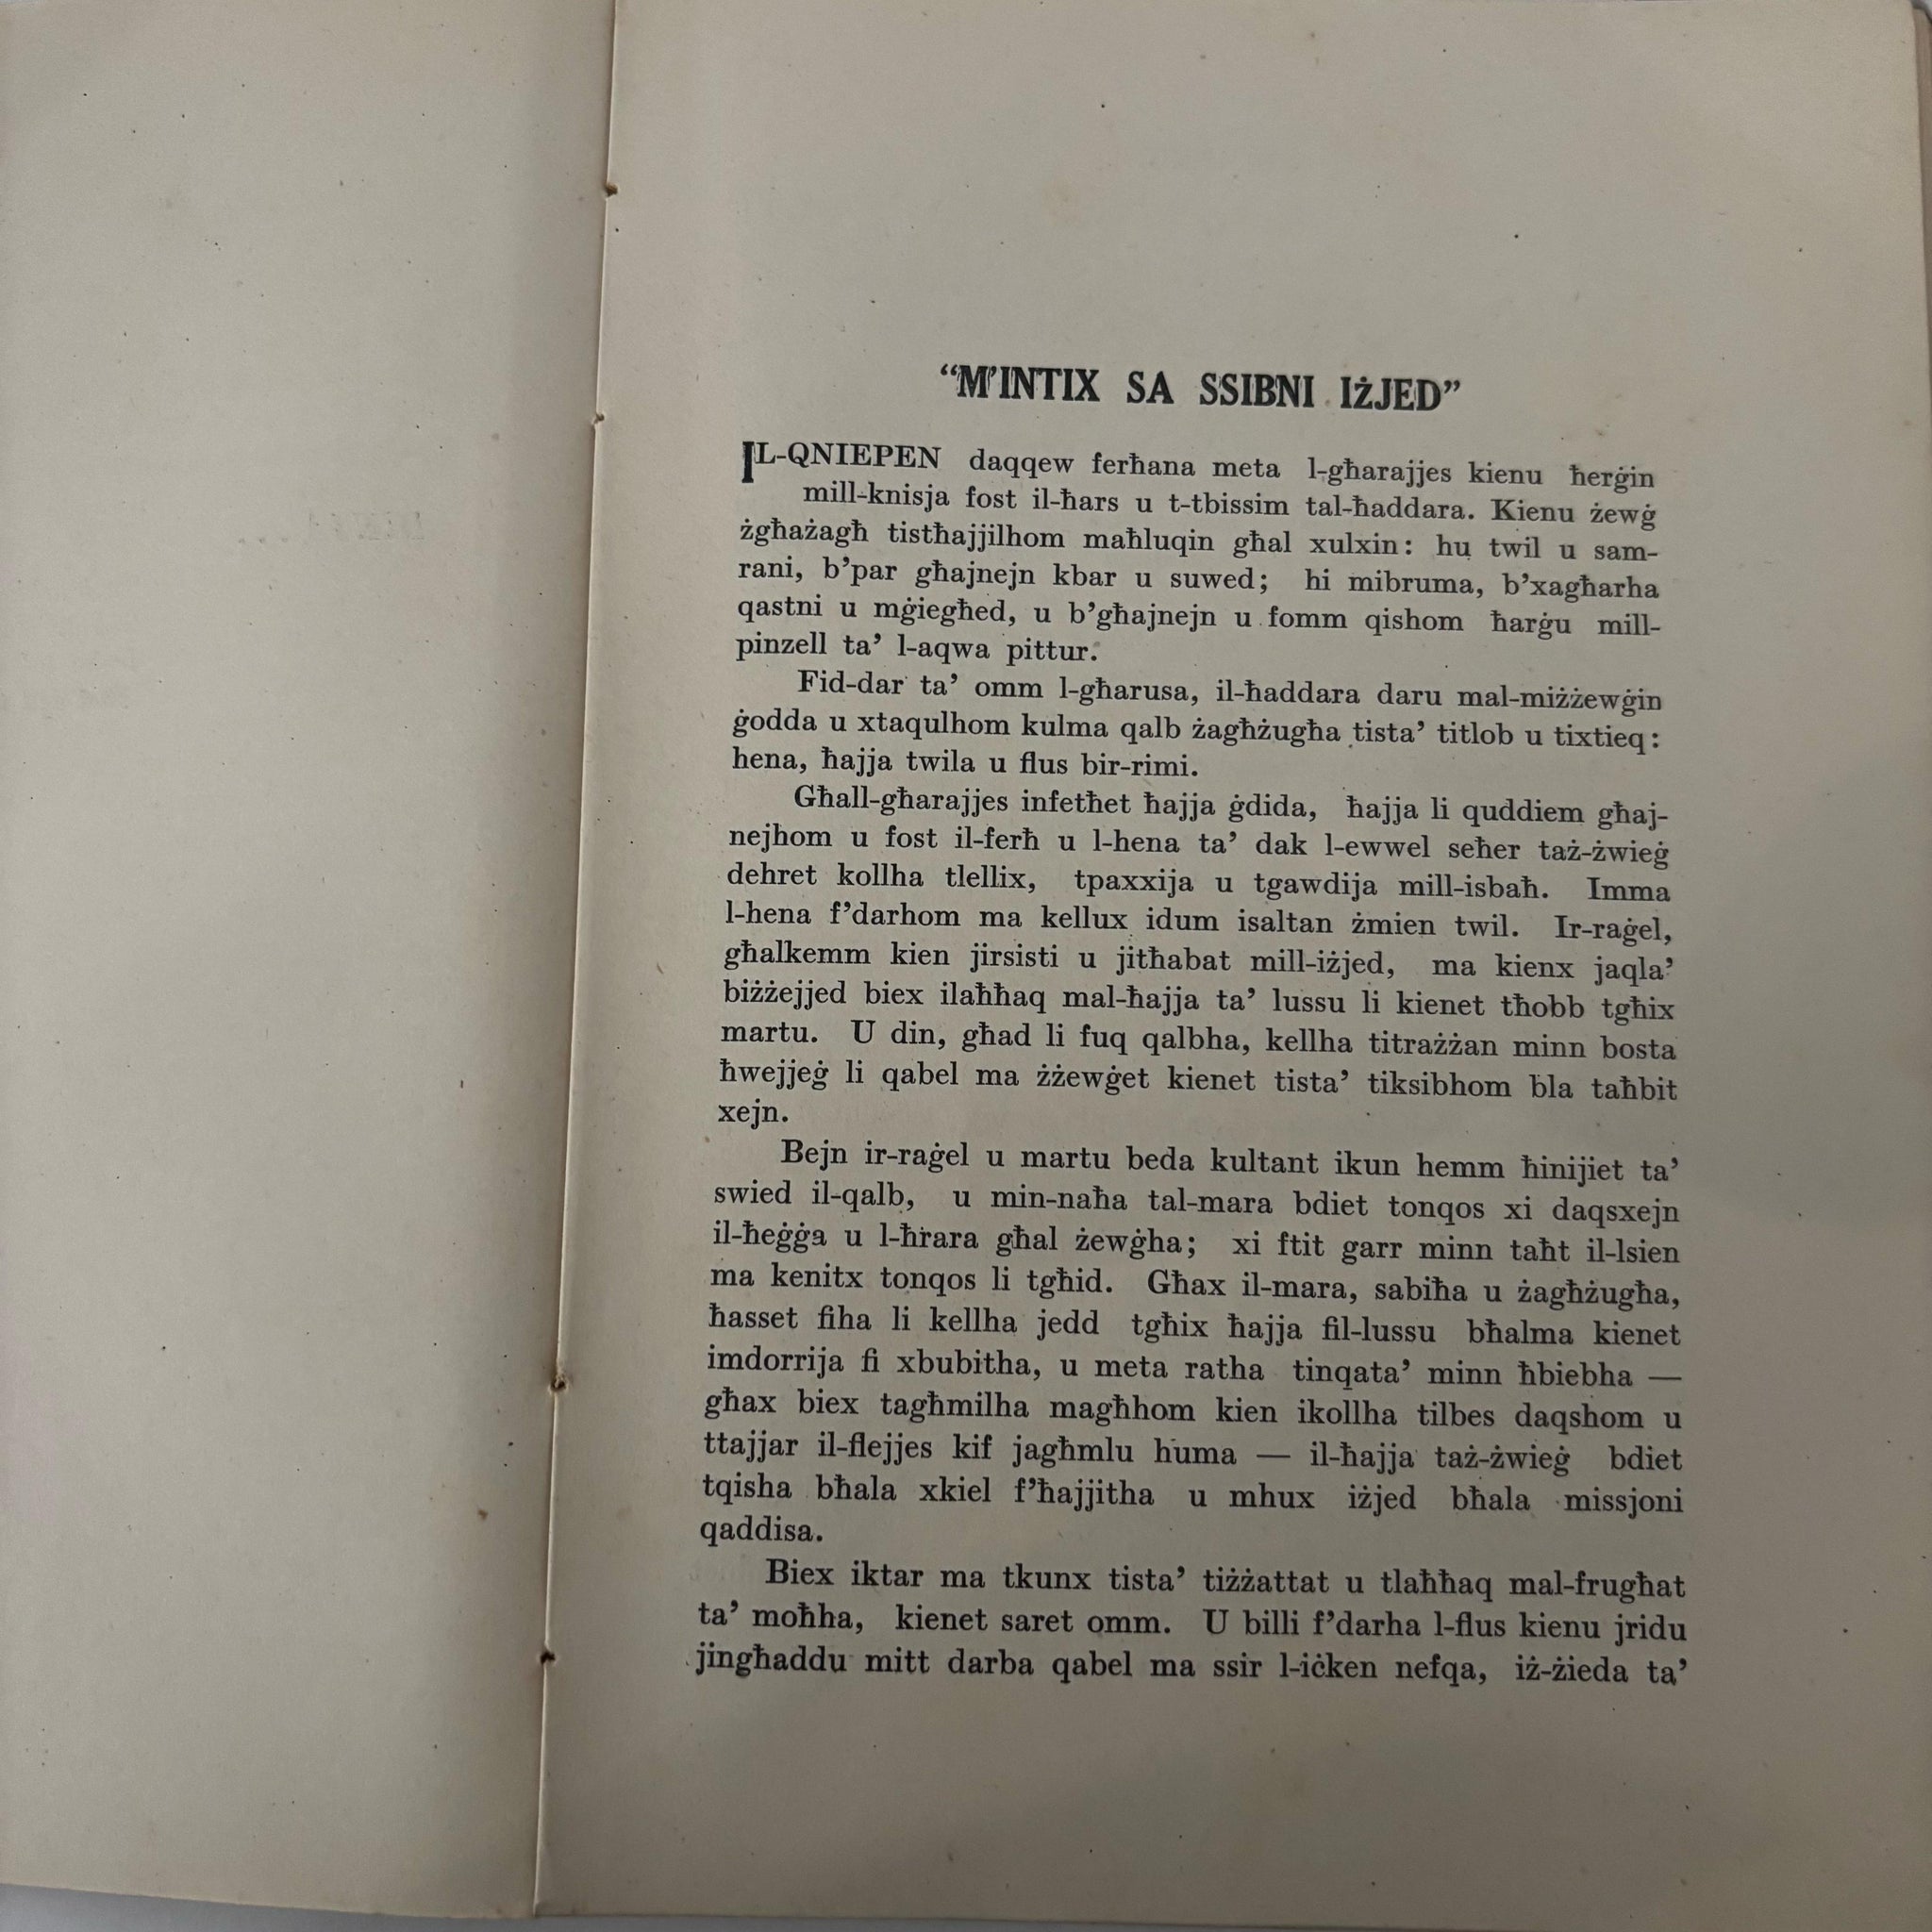 “M’INTIX SA SSIBNI IŻJED”
IL-QNIEPEN daqqew ferħana meta l-għarajjes kienu ħerġin
mill-knisja fost il-ħars u t-tbissim tal-ħaddara. Kienu żewġ
żgħażagħ tistħajjilhom maħluqin għal xulxin: hu twil u sam-
rani, b’par għajnejn kbar u suwed; hi mibruma, b’xagħarha
qastni u mġiegħed, u b’għajnejn u fomm qishom ħarġu mill-
pinzell ta’ l-aqwa pittur.
Fid-dar ta’ omm l-għarusa, il-ħaddara daru mal-miżżewġin
ġodda u xtaqulhom kulma qalb żagħżugħa tista’ titlob u tixtieq:
hena, ħajja twila u flus bir-rimi.
Għall-għarajjes infetħet ħajja ġdida, ħajja li quddiem għaj-
nejhom u fost il-ferħ u l-hena ta’ dak l-ewwel seħer taż-żwieġ
dehret kollha tlellix, tpaxxija u tgawdija mill-isbaħ. Imma
l-hena f’darhom ma kellux idum isaltan żmien twil. Ir-raġel,
għalkemm kien jirsisti u jitħabat mill-iżjed, ma kienx jaqla’
biżżejjed biex ilaħħaq mal-ħajja ta’ lussu li kienet tħobb tgħix
martu. U din, għad li fuq qalbha, kellha titrażżan minn bosta
ħwejjeġ li qabel ma żżewġet kienet tista’ tiksibhom bla taħbit
xejn.
Bejn ir-raġel u martu beda kultant ikun hemm ħinijiet ta’
swied il-qalb, u min-naħa tal-mara bdiet tonqos xi daqsxejn
il-ħeġġa u l-ħrara għal żewġha; xi ftit garr minn taħt il-lsien
ma kenitx tonqos li tgħid. Għax il-mara, sabiħa u żagħżugħa,
ħasset fiha li kellha jedd tgħix ħajja fil-lussu bħalma kienet
imdorrija fi xbubitha, u meta ratha tinqata’ minn ħbiebha —
għax biex tagħmilha magħhom kien ikollha tilbes daqshom u
ttajjar il-flejjes kif jagħmlu huma — il-ħajja taż-żwieġ bdiet
tqisha bħala xkiel f’ħajjitha u mhux iżjed bħala missjoni
qaddisa.
Biex iktar ma tkunx tista’ tiżżattat u tlaħħaq mal-frugħat
ta’ moħha, kienet saret omm. U billi f’darha l-flus kienu jridu
jingħaddu mitt darba qabel ma ssir l-iċken nefqa, iż-żieda ta’